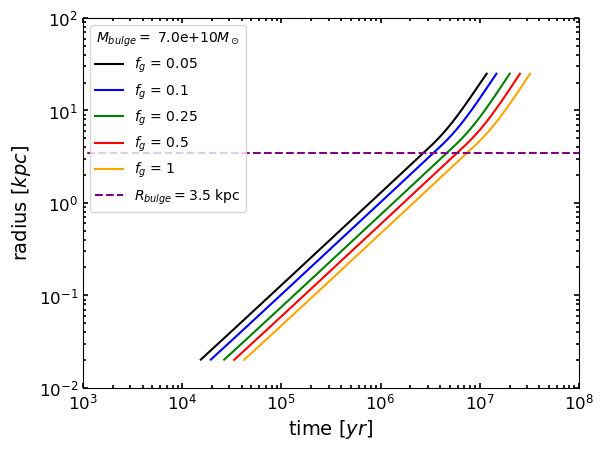 10²
10¹
10⁰
10⁻¹
10⁻²
radius [kpc]
M_bulge = 7.0e+10M_⊙
f_g = 0.05
f_g = 0.1
f_g = 0.25
f_g = 0.5
f_g = 1
R_bulge = 3.5 kpc
10³ 10⁴ 10⁵ 10⁶ 10⁷ 10⁸
time [yr]